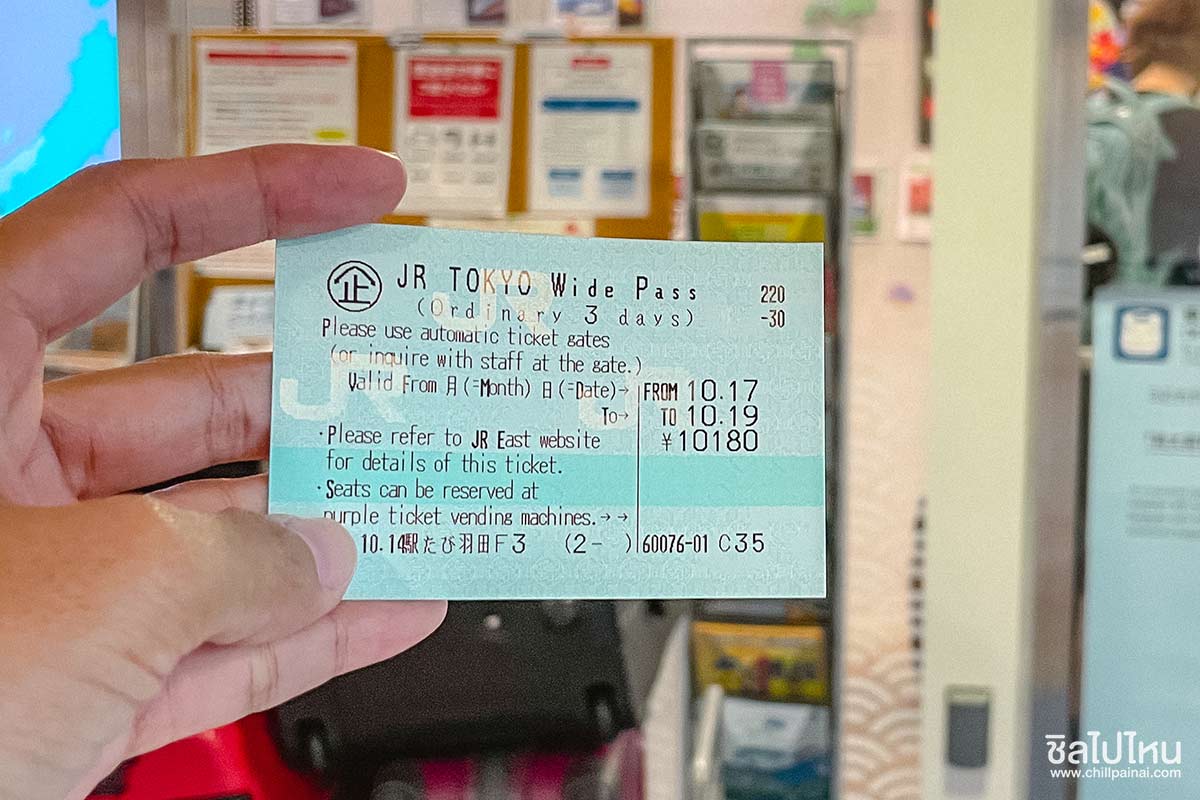 企 JR TOKYO Wide Pass 220
(Ordinary 3 days) -30
Please use automatic ticket gates
(or inquire with staff at the gate.)
Valid From 月(=Month) 日(=Date)→ FROM 10.17
To→ TO 10.19
・Please refer to JR East website ¥10180
for details of this ticket.
・Seats can be reserved at
purple ticket vending machines.→→
10.14駅たび羽田F3 (2- ) 60076-01 C35
ชิลไปไหน
www.chillpainai.com